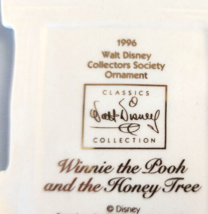 1996
Walt Disney
Collectors Society
Ornament
CLASSICS
Walt Disney
COLLECTION
Winnie the Pooh
and the Honey Tree
© Disney